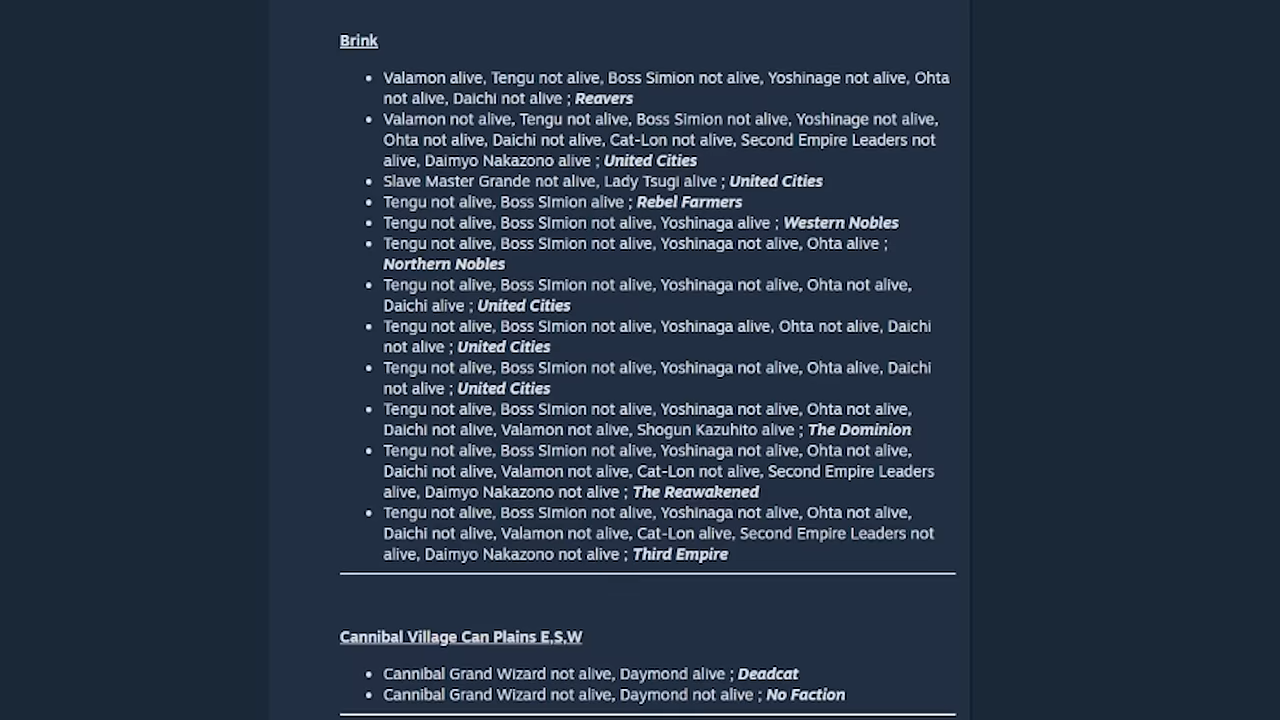 Brink
• Valamon alive, Tengu not alive, Boss Simion not alive, Yoshinage not alive, Ohta
not alive, Daichi not alive ; Reavers
• Valamon not alive, Tengu not alive, Boss Simion not alive, Yoshinage not alive,
Ohta not alive, Daichi not alive, Cat-Lon not alive, Second Empire Leaders not
alive, Daimyo Nakazono alive ; United Cities
• Slave Master Grande not alive, Lady Tsugi alive ; United Cities
• Tengu not alive, Boss SImion alive ; Rebel Farmers
• Tengu not alive, Boss SImion not alive, Yoshinaga alive ; Western Nobles
• Tengu not alive, Boss SImion not alive, Yoshinaga not alive, Ohta alive ;
Northern Nobles
• Tengu not alive, Boss SImion not alive, Yoshinaga not alive, Ohta not alive,
Daichi alive ; United Cities
• Tengu not alive, Boss SImion not alive, Yoshinaga alive, Ohta not alive, Daichi
not alive ; United Cities
• Tengu not alive, Boss SImion not alive, Yoshinaga not alive, Ohta alive, Daichi
not alive ; United Cities
• Tengu not alive, Boss SImion not alive, Yoshinaga not alive, Ohta not alive,
Daichi not alive, Valamon not alive, Shogun Kazuhito alive ; The Dominion
• Tengu not alive, Boss SImion not alive, Yoshinaga not alive, Ohta not alive,
Daichi not alive, Valamon not alive, Cat-Lon not alive, Second Empire Leaders
alive, Daimyo Nakazono not alive ; The Reawakened
• Tengu not alive, Boss SImion not alive, Yoshinaga not alive, Ohta not alive,
Daichi not alive, Valamon not alive, Cat-Lon alive, Second Empire Leaders not
alive, Daimyo Nakazono not alive ; Third Empire
Cannibal Village Can Plains E,S,W
• Cannibal Grand Wizard not alive, Daymond alive ; Deadcat
• Cannibal Grand Wizard not alive, Daymond not alive ; No Faction